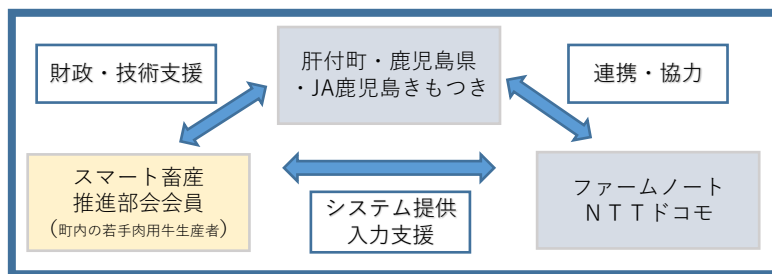 財政・技術支援
肝付町・鹿児島県
・JA鹿児島きもつき
連携・協力
スマート畜産
推進部会会員
(町内の若手肉用牛生産者)
システム提供
入力支援
ファームノート
ＮＴＴドコモ